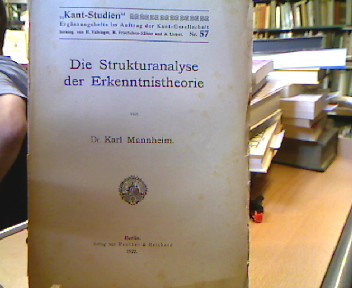 „Kant-Studien"
Ergänzungshefte im Auftrag der Kant-Gesellschaft
No. 57
Die Strukturanalyse
der Erkenntnistheorie
von
Dr. Karl Mannheim.
Berlin
Verlag von Reuther & Reichard
1922.